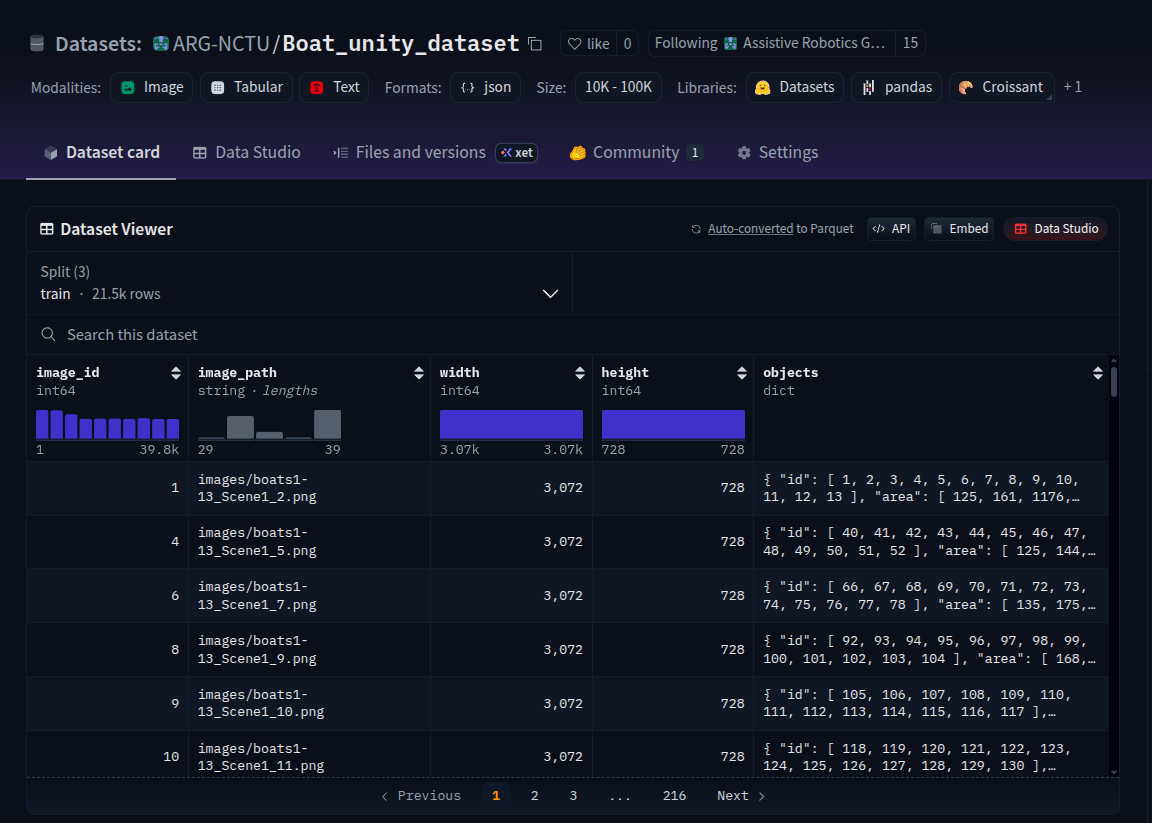 Datasets: ARG-NCTU/Boat_unity_dataset like 0 Following Assistive Robotics G... 15
Modalities: Image Tabular Text Formats: json Size: 10K - 100K Libraries: Datasets pandas Croissant + 1
Dataset card Data Studio Files and versions xet Community 1 Settings
Dataset Viewer Auto-converted to Parquet API Embed Data Studio
Split (3)
train · 21.5k rows
Search this dataset
image_id image_path width height objects
int64 string · lengths int64 int64 dict
1 39.8k 29 39 3.07k 3.07k 728 728
1 images/boats1-13_Scene1_2.png 3,072 728 { "id": [ 1, 2, 3, 4, 5, 6, 7, 8, 9, 10, 11, 12, 13 ], "area": [ 125, 161, 1176,…
4 images/boats1-13_Scene1_5.png 3,072 728 { "id": [ 40, 41, 42, 43, 44, 45, 46, 47, 48, 49, 50, 51, 52 ], "area": [ 125, 144,…
6 images/boats1-13_Scene1_7.png 3,072 728 { "id": [ 66, 67, 68, 69, 70, 71, 72, 73, 74, 75, 76, 77, 78 ], "area": [ 135, 175,…
8 images/boats1-13_Scene1_9.png 3,072 728 { "id": [ 92, 93, 94, 95, 96, 97, 98, 99, 100, 101, 102, 103, 104 ], "area": [ 168,…
9 images/boats1-13_Scene1_10.png 3,072 728 { "id": [ 105, 106, 107, 108, 109, 110, 111, 112, 113, 114, 115, 116, 117 ],…
10 images/boats1-13_Scene1_11.png 3,072 728 { "id": [ 118, 119, 120, 121, 122, 123, 124, 125, 126, 127, 128, 129, 130 ],…
Previous 1 2 3 ... 216 Next